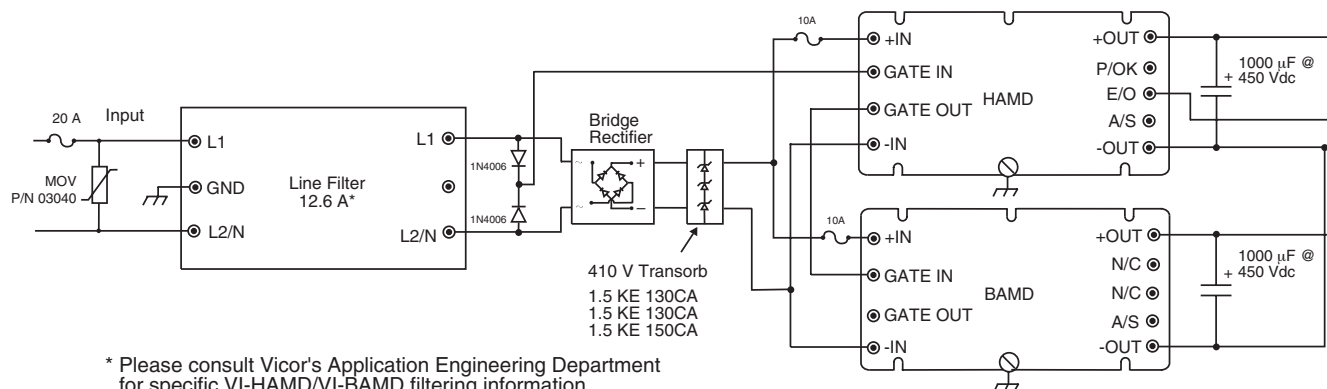 20 A
Input
MOV
P/N 03040
L1
GND
L2/N
Line Filter
12.6 A*
L1
L2/N
1N4006
1N4006
Bridge
Rectifier
~
~
+
–
410 V Transorb
1.5 KE 130CA
1.5 KE 130CA
1.5 KE 150CA
10A
+IN
GATE IN
GATE OUT
-IN
HAMD
+OUT
P/OK
E/O
A/S
-OUT
1000 µF @
+ 450 Vdc
10A
+IN
GATE IN
GATE OUT
-IN
BAMD
+OUT
N/C
N/C
A/S
-OUT
1000 µF @
+ 450 Vdc
* Please consult Vicor's Application Engineering Department
for specific VI-HAMD/VI-BAMD filtering information